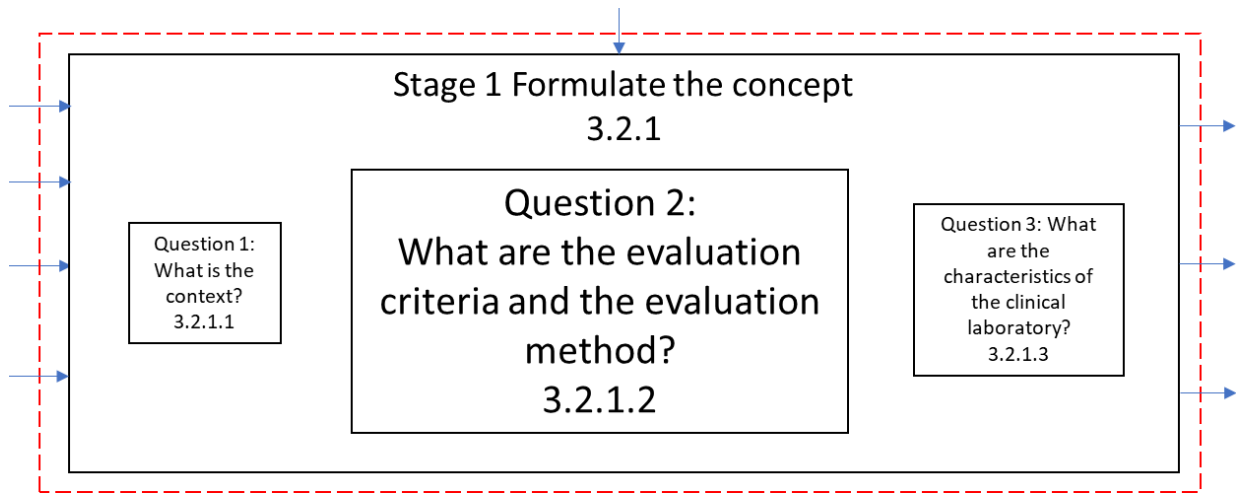 Stage 1 Formulate the concept
3.2.1
Question 1:
What is the
context?
3.2.1.1
Question 2:
What are the evaluation
criteria and the evaluation
method?
3.2.1.2
Question 3: What
are the
characteristics of
the clinical
laboratory?
3.2.1.3